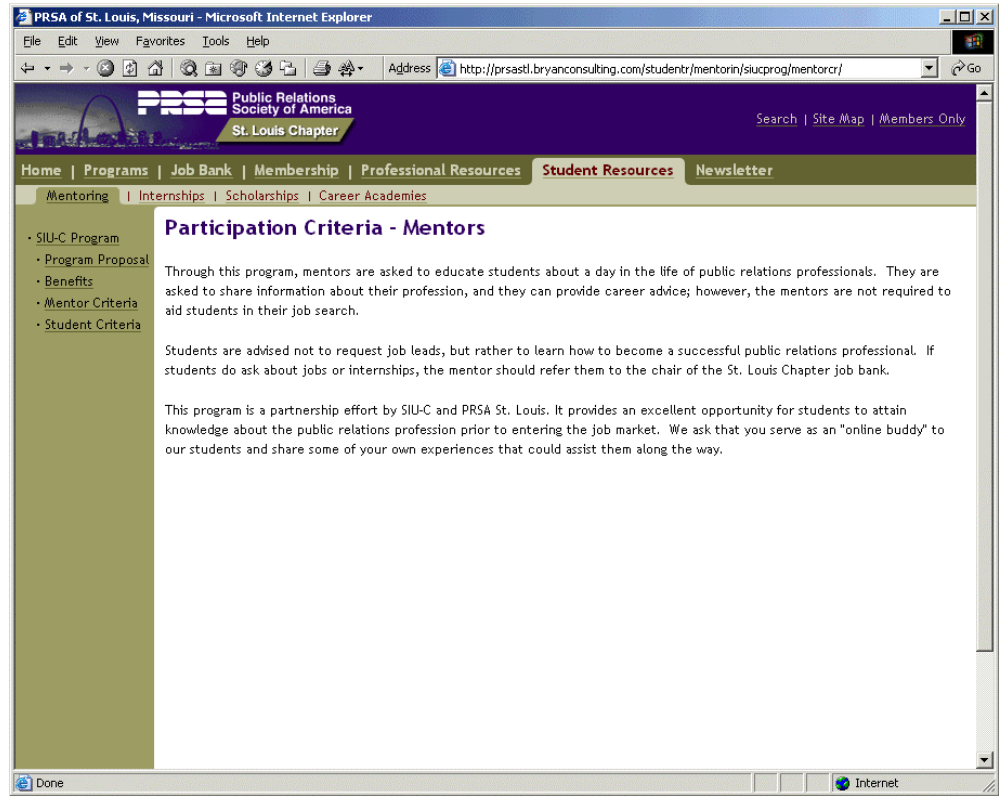 PRSA of St. Louis, Missouri - Microsoft Internet Explorer
File Edit View Favorites Tools Help
Address http://prsastl.bryanconsulting.com/studentr/mentorin/siucprog/mentorcr/ Go
PRSA Public Relations
Society of America
St. Louis Chapter
Search | Site Map | Members Only
Home | Programs | Job Bank | Membership | Professional Resources Student Resources Newsletter
Mentoring | Internships | Scholarships | Career Academies
· SIU-C Program
· Program Proposal
· Benefits
· Mentor Criteria
· Student Criteria
Participation Criteria - Mentors
Through this program, mentors are asked to educate students about a day in the life of public relations professionals. They are
asked to share information about their profession, and they can provide career advice; however, the mentors are not required to
aid students in their job search.
Students are advised not to request job leads, but rather to learn how to become a successful public relations professional. If
students do ask about jobs or internships, the mentor should refer them to the chair of the St. Louis Chapter job bank.
This program is a partnership effort by SIU-C and PRSA St. Louis. It provides an excellent opportunity for students to attain
knowledge about the public relations profession prior to entering the job market. We ask that you serve as an "online buddy" to
our students and share some of your own experiences that could assist them along the way.
Done
Internet